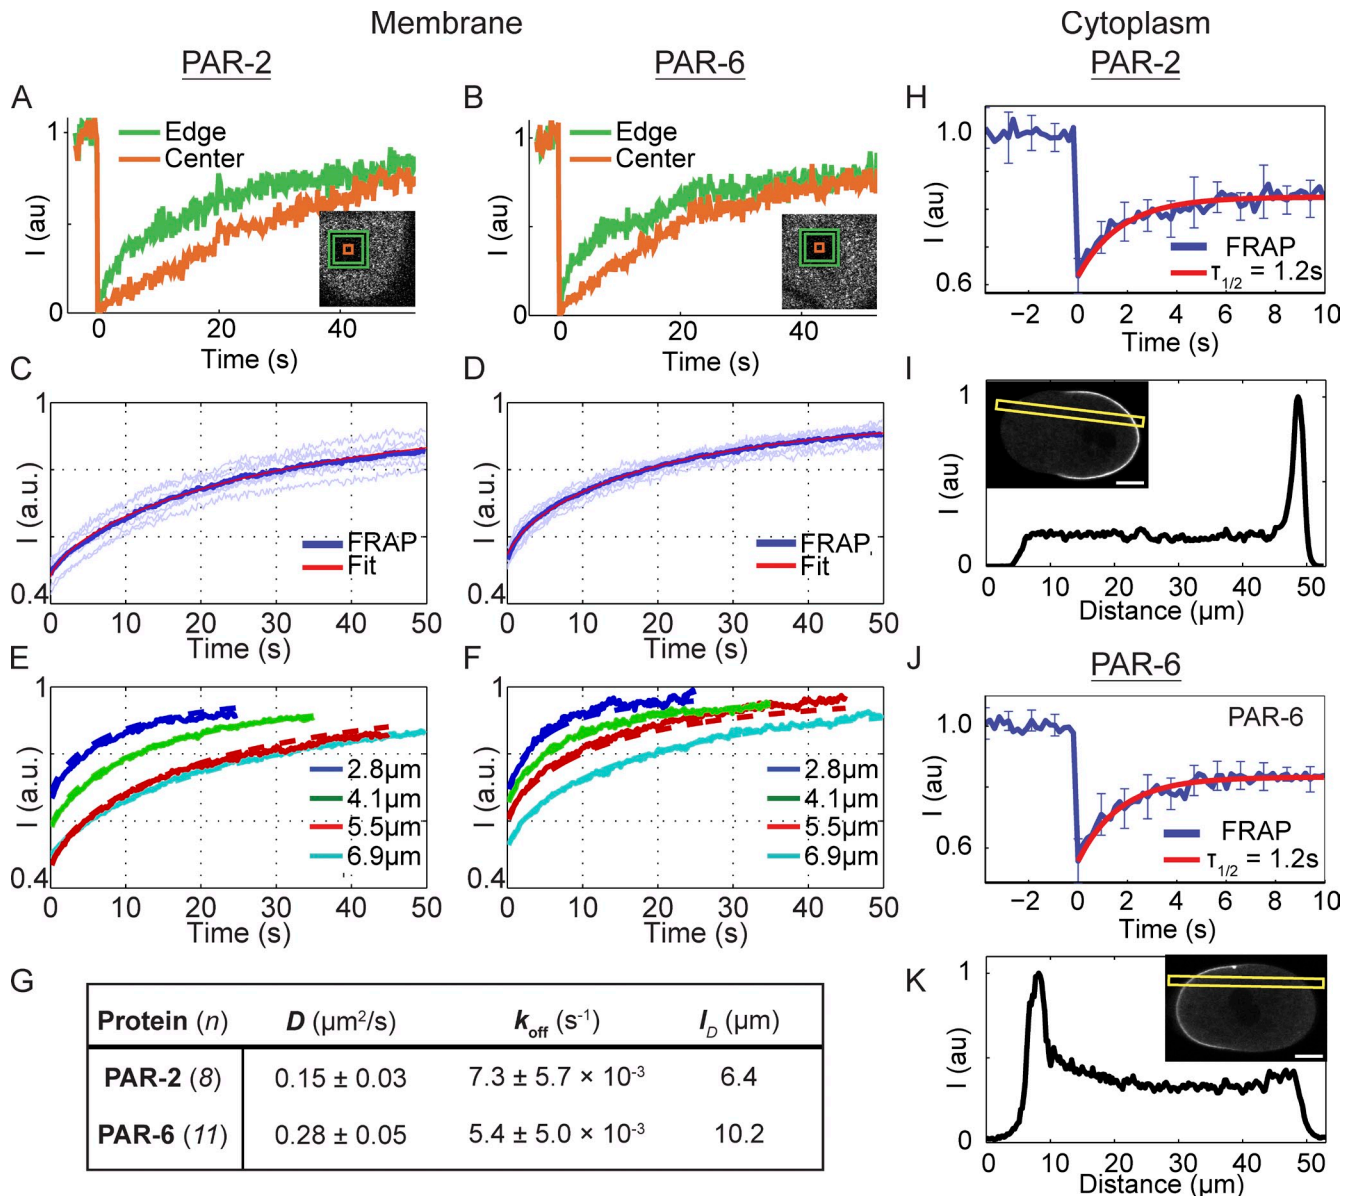 Membrane
Cytoplasm
PAR-2
PAR-6
PAR-2
A
1
I (au)
0
Edge
Center
0 20 40
Time (s)
B
1
I (au)
0
Edge
Center
0 20 40
Time (s)
H
1.0
I (au)
0.6
FRAP
τ1/2 = 1.2s
−2 0 2 4 6 8 10
Time (s)
C
1
I (a.u.)
0.4
FRAP
Fit
0 10 20 30 40 50
Time (s)
D
1
I (a.u.)
0.4
FRAP
Fit
0 10 20 30 40 50
Time (s)
I
1
I (au)
0
0 10 20 30 40 50
Distance (µm)
E
1
I (a.u.)
0.4
2.8µm
4.1µm
5.5µm
6.9µm
0 10 20 30 40 50
Time (s)
F
1
I (a.u.)
0.4
2.8µm
4.1µm
5.5µm
6.9µm
0 10 20 30 40 50
Time (s)
J
PAR-6
PAR-6
1.0
I (au)
0.6
FRAP
τ1/2 = 1.2s
−2 0 2 4 6 8 10
Time (s)
G
Protein (n) D (µm²/s) koff (s⁻¹) lD (µm)
PAR-2 (8) 0.15 ± 0.03 7.3 ± 5.7 × 10⁻³ 6.4
PAR-6 (11) 0.28 ± 0.05 5.4 ± 5.0 × 10⁻³ 10.2
K
1
I (au)
0
0 10 20 30 40 50
Distance (µm)